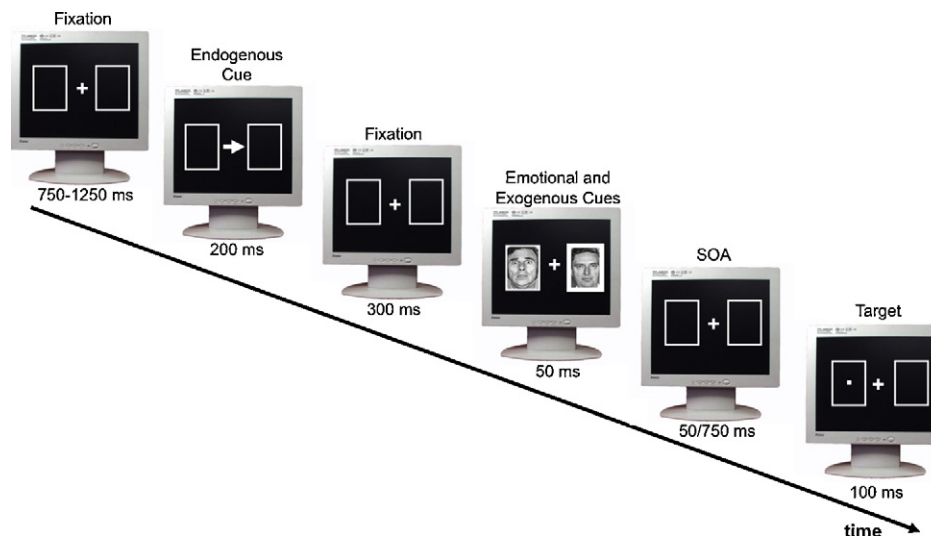 Fixation
750-1250 ms
Endogenous
Cue
200 ms
Fixation
300 ms
Emotional and
Exogenous Cues
50 ms
SOA
50/750 ms
Target
100 ms
time